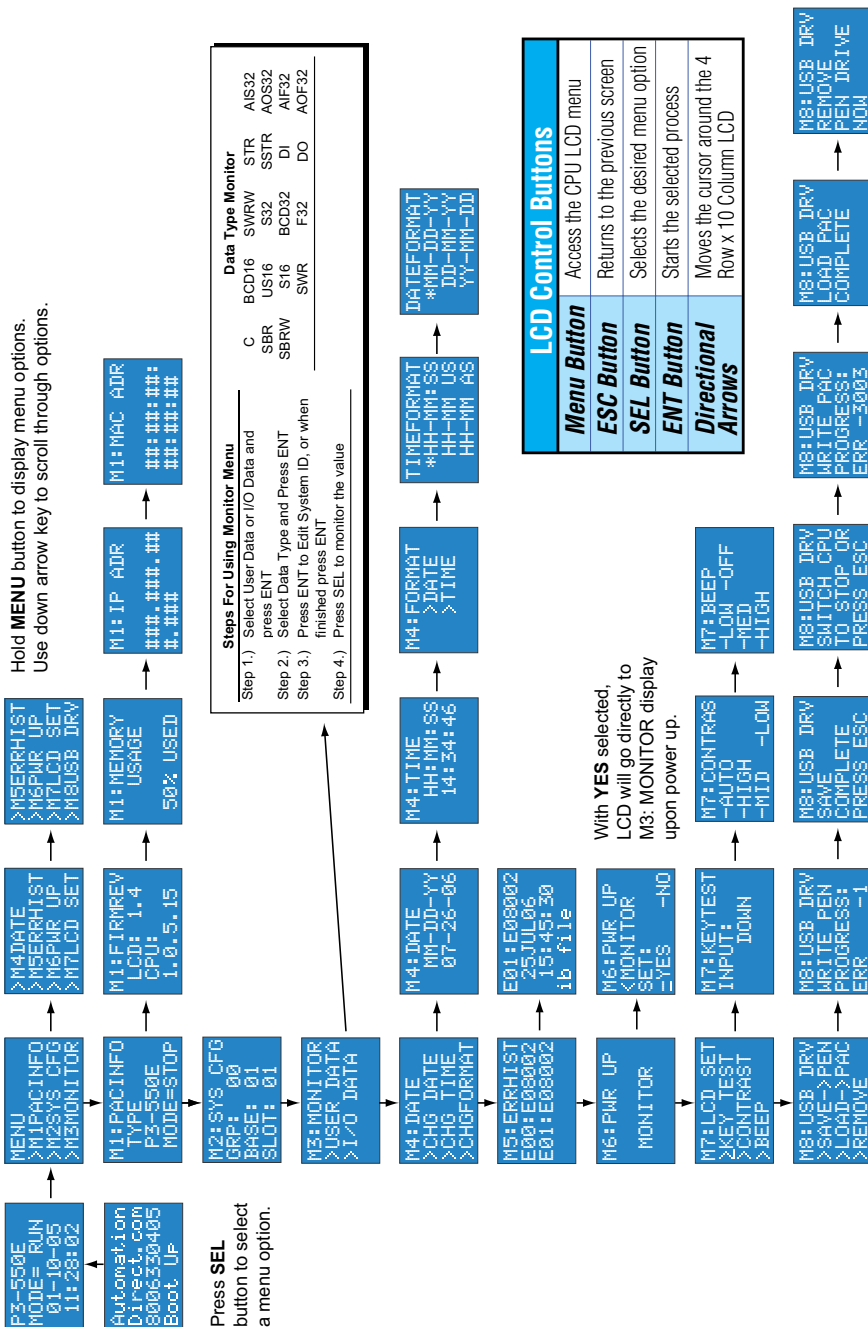 Hold MENU button to display menu options.
Use down arrow key to scroll through options.
P3-550E
MODE= RUN
01-10-05
11:28:02
Automation
Direct.com
8006330405
Boot Up
Press SEL
button to select
a menu option.
MENU
>M1PACINFO
>M2SYS CFG
>M3MONITOR
>M4DATE
>M5ERRHIST
>M6PWR UP
>M7LCD SET
>M5ERRHIST
>M6PWR UP
>M7LCD SET
>M8USB DRV
M1:PACINFO
TYPE
P3-550E
MODE=STOP
M1:FIRMREV
LCD: 1.4
CPU:
1.0.5.15
M1:MEMORY
USAGE
50% USED
M1:IP ADR
###.###.##
#.###
M1:MAC ADR
##:##:##:
##:##:##
M2:SYS CFG
GRP: 00
BASE: 01
SLOT: 01
M3:MONITOR
>USER DATA
>I/O DATA
Steps For Using Monitor Menu
Step 1.) Select User Data or I/O Data and
press ENT
Step 2.) Select Data Type and Press ENT
Step 3.) Press ENT to Edit System ID, or when
finished press ENT
Step 4.) Press SEL to monitor the value
Data Type Monitor
C BCD16 SWRW STR AIS32
SBR US16 S32 SSTR AOS32
SBRW S16 BCD32 DI AIF32
SWR F32 DO AOF32
M4:DATE
>CHG DATE
>CHG TIME
>CHGFORMAT
M4:DATE
MM-DD-YY
07-26-06
M4:TIME
HH:MM:SS
14:34:46
M4:FORMAT
>DATE
>TIME
TIMEFORMAT
*HH-MM:SS
HH-MM US
HH-MM AS
DATEFORMAT
*MM-DD-YY
DD-MM-YY
YY-MM-DD
M5:ERRHIST
E00:E08002
E01:E08002
E01:E08002
25JUL06
15:45:30
ib file
M6:PWR UP
MONITOR
M6:PWR UP
<MONITOR
SET:
-YES -NO
With YES selected,
LCD will go directly to
M3: MONITOR display
upon power up.
M7:LCD SET
>KEY TEST
>CONTRAST
>BEEP
M7:KEYTEST
INPUT:
DOWN
M7:CONTRAS
-AUTO
-HIGH
-MID -LOW
M7:BEEP
-LOW -OFF
-MED
-HIGH
LCD Control Buttons
Menu Button Access the CPU LCD menu
ESC Button Returns to the previous screen
SEL Button Selects the desired menu option
ENT Button Starts the selected process
Directional Arrows Moves the cursor around the 4
Row x 10 Column LCD
M8:USB DRV
>SAVE->PEN
>LOAD->PAC
>REMOVE
M8:USB DRV
WRITE PEN
PROGRESS:
ERR -1
M8:USB DRV
SAVE
COMPLETE
PRESS ESC
M8:USB DRV
SWITCH CPU
TO STOP OR
PRESS ESC
M8:USB DRV
WRITE PAC
PROGRESS:
ERR -3003
M8:USB DRV
LOAD PAC
COMPLETE
M8:USB DRV
REMOVE
PEN DRIVE
NOW